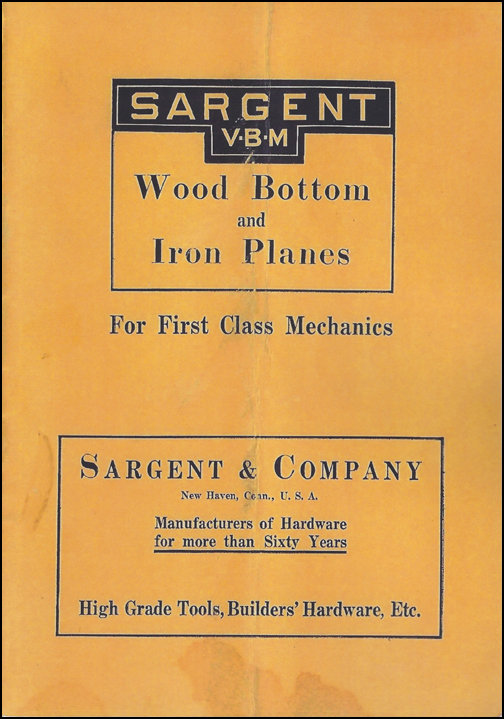 SARGENT
V·B·M
Wood Bottom
and
Iron Planes
For First Class Mechanics
SARGENT & COMPANY
New Haven, Conn., U. S. A.
Manufacturers of Hardware
for more than Sixty Years
High Grade Tools, Builders' Hardware, Etc.